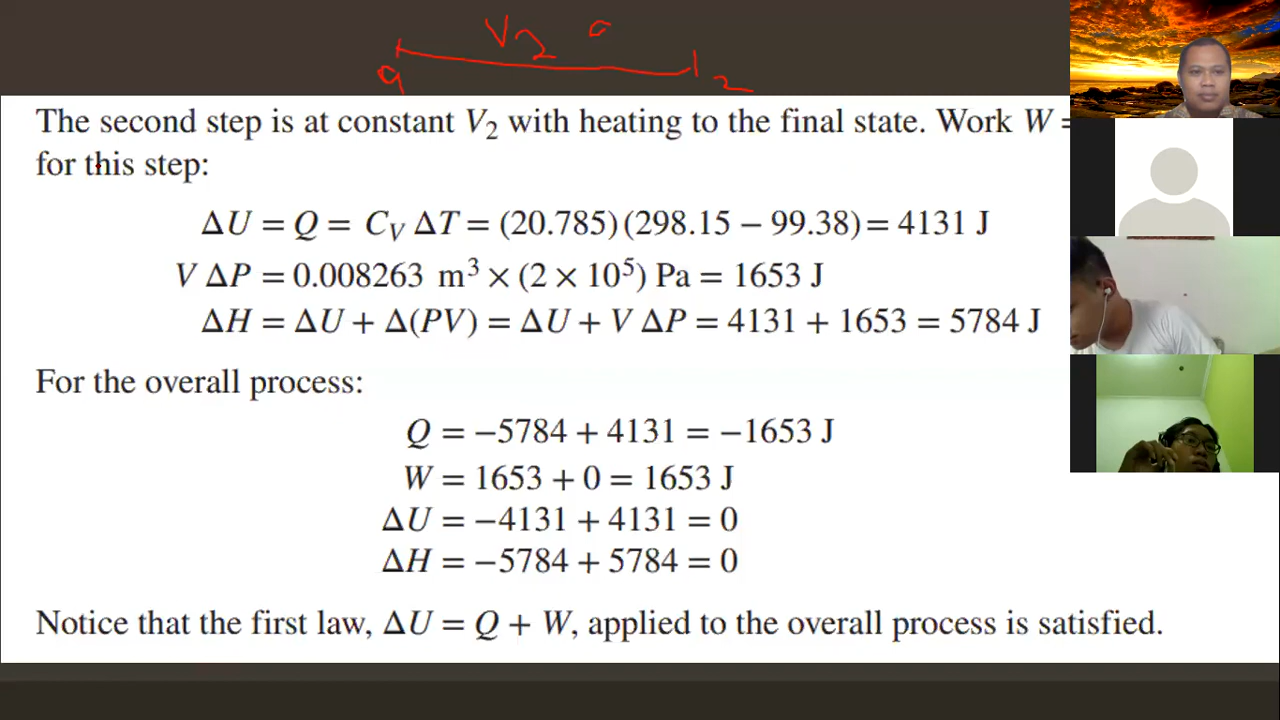 V2 c
a 2
The second step is at constant V₂ with heating to the final state. Work W =
for this step:
ΔU = Q = C_V ΔT = (20.785)(298.15 − 99.38) = 4131 J
V ΔP = 0.008263 m³ × (2 × 10⁵) Pa = 1653 J
ΔH = ΔU + Δ(PV) = ΔU + V ΔP = 4131 + 1653 = 5784 J
For the overall process:
Q = −5784 + 4131 = −1653 J
W = 1653 + 0 = 1653 J
ΔU = −4131 + 4131 = 0
ΔH = −5784 + 5784 = 0
Notice that the first law, ΔU = Q + W, applied to the overall process is satisfied.